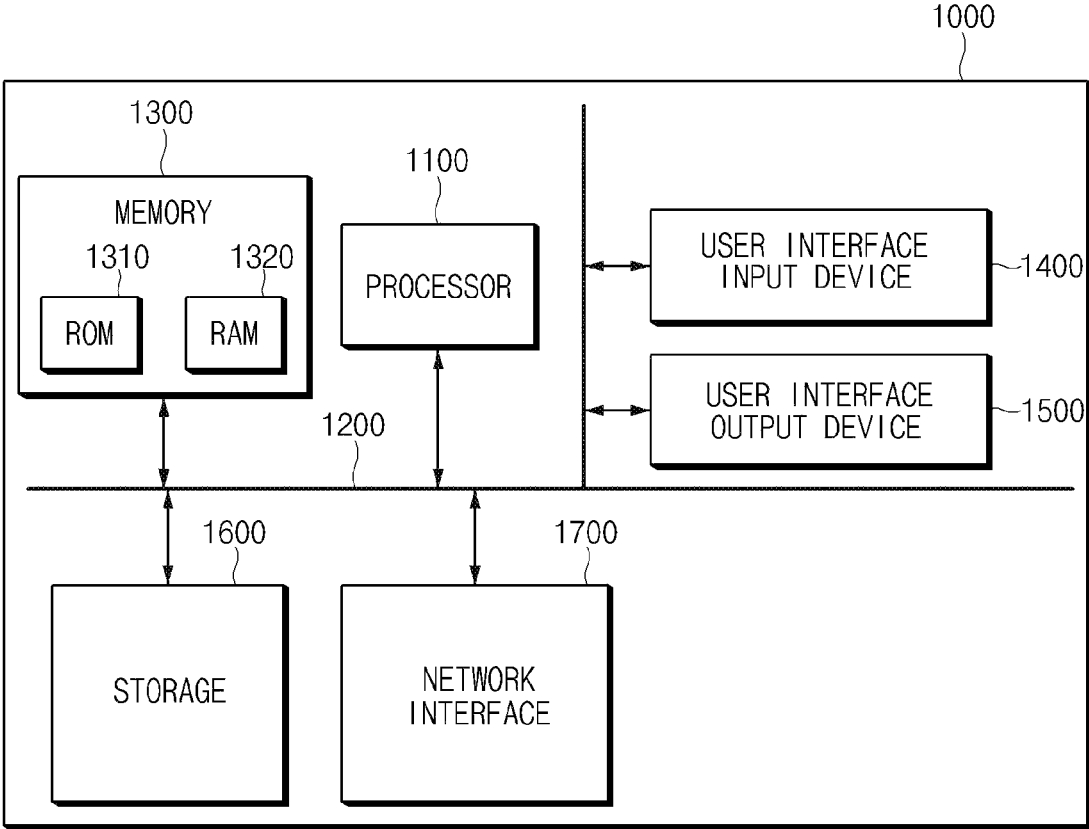 1000
1300
1100
MEMORY
1310
1320
ROM
RAM
PROCESSOR
USER INTERFACE
INPUT DEVICE
1400
USER INTERFACE
OUTPUT DEVICE
1500
1200
1600
1700
STORAGE
NETWORK
INTERFACE